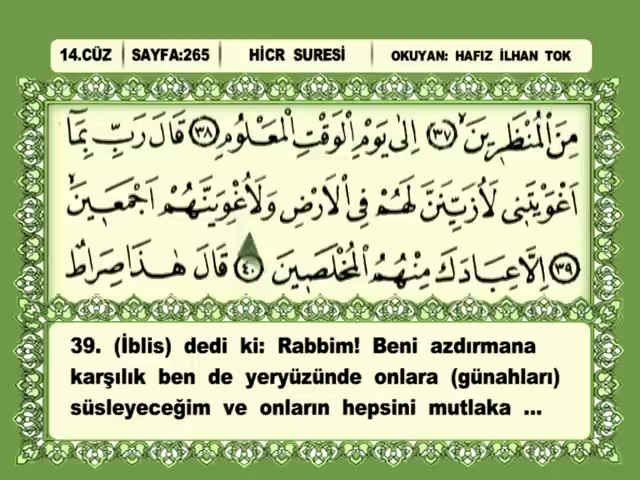 14.CÜZ SAYFA:265 HİCR SURESİ OKUYAN: HAFIZ İLHAN TOK
مِنَ الْمُنْظَرٖينَۙ ﴿٣٧﴾ اِلٰى يَوْمِ الْوَقْتِ الْمَعْلُومِ ﴿٣٨﴾ قَالَ رَبِّ بِمَٓا
اَغْوَيْتَنٖى لَاُزَيِّنَنَّ لَهُمْ فِى الْاَرْضِ وَلَاُغْوِيَنَّهُمْ اَجْمَعٖينَۙ
﴿٣٩﴾ اِلَّا عِبَادَكَ مِنْهُمُ الْمُخْلَصٖينَ ﴿٤٠﴾ قَالَ هٰذَا صِرَاطٌ
39. (İblis) dedi ki: Rabbim! Beni azdırmana
karşılık ben de yeryüzünde onlara (günahları)
süsleyeceğim ve onların hepsini mutlaka ...